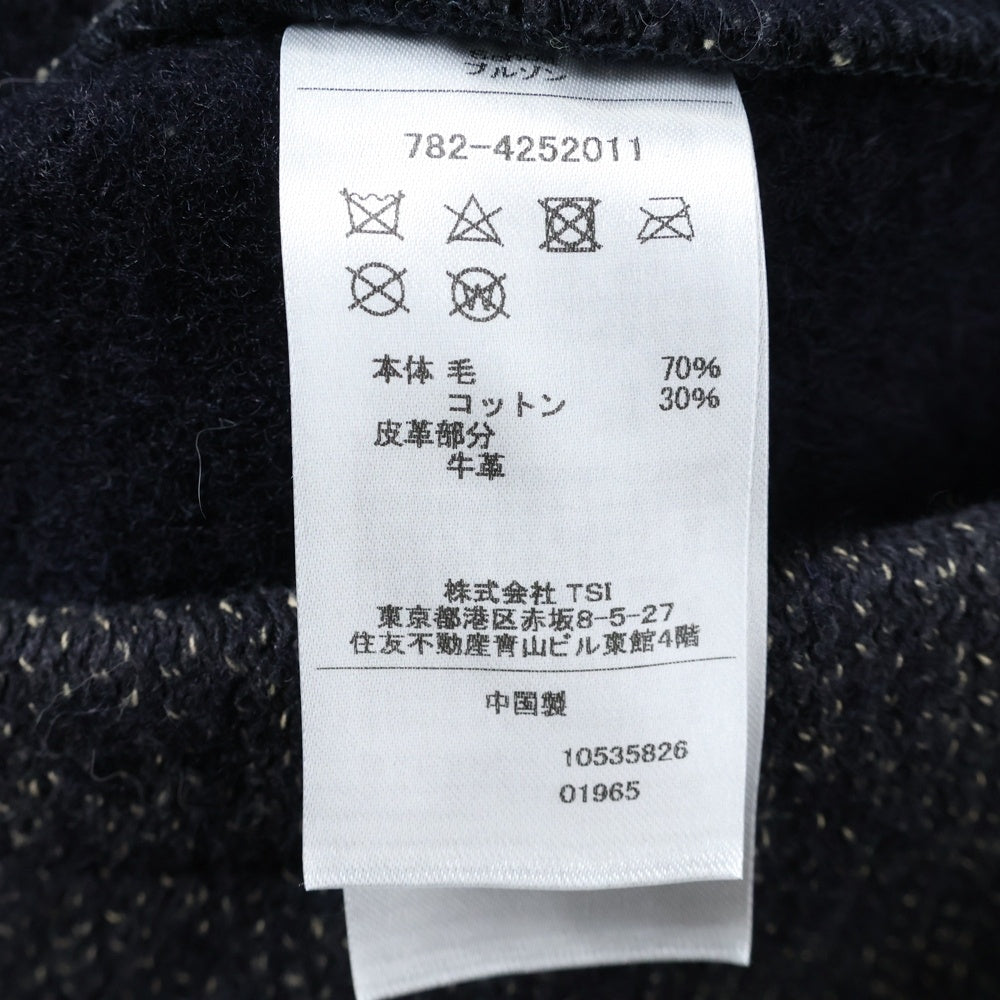 ブルゾン
782-4252011
本体 毛 70%
コットン 30%
皮革部分
牛革
株式会社 TSI
東京都港区赤坂8-5-27
住友不動産青山ビル東館4階
中国製
10535826
01965